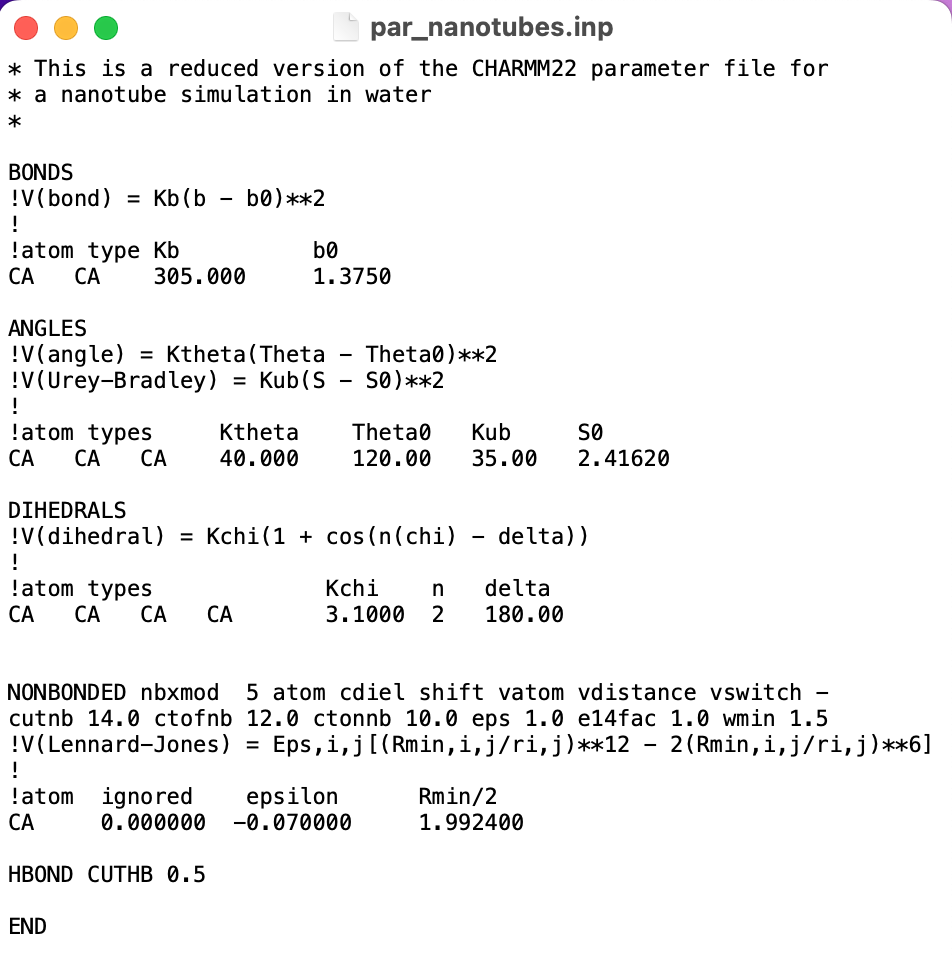 par_nanotubes.inp
* This is a reduced version of the CHARMM22 parameter file for
* a nanotube simulation in water
*
BONDS
!V(bond) = Kb(b - b0)**2
!
!atom type Kb          b0
CA   CA    305.000     1.3750
ANGLES
!V(angle) = Ktheta(Theta - Theta0)**2
!V(Urey-Bradley) = Kub(S - S0)**2
!
!atom types     Ktheta    Theta0   Kub     S0
CA   CA   CA    40.000    120.00   35.00   2.41620
DIHEDRALS
!V(dihedral) = Kchi(1 + cos(n(chi) - delta))
!
!atom types             Kchi    n   delta
CA   CA   CA   CA       3.1000  2   180.00
NONBONDED nbxmod  5 atom cdiel shift vatom vdistance vswitch -
cutnb 14.0 ctofnb 12.0 ctonnb 10.0 eps 1.0 e14fac 1.0 wmin 1.5
!V(Lennard-Jones) = Eps,i,j[(Rmin,i,j/ri,j)**12 - 2(Rmin,i,j/ri,j)**6]
!
!atom  ignored    epsilon      Rmin/2
CA     0.000000  -0.070000     1.992400
HBOND CUTHB 0.5
END